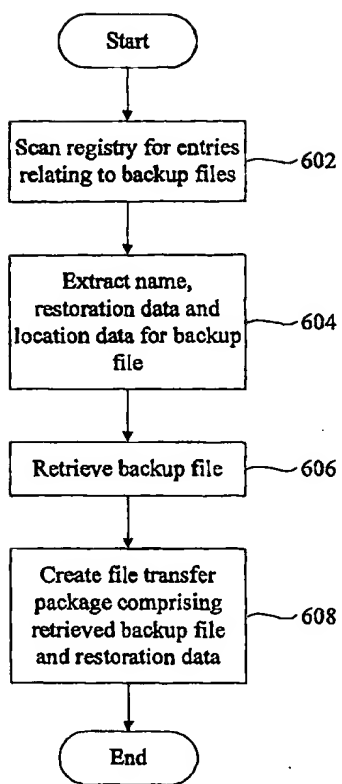 Start
Scan registry for entries
relating to backup files
602
Extract name,
restoration data and
location data for backup
file
604
Retrieve backup file
606
Create file transfer
package comprising
retrieved backup file
and restoration data
608
End